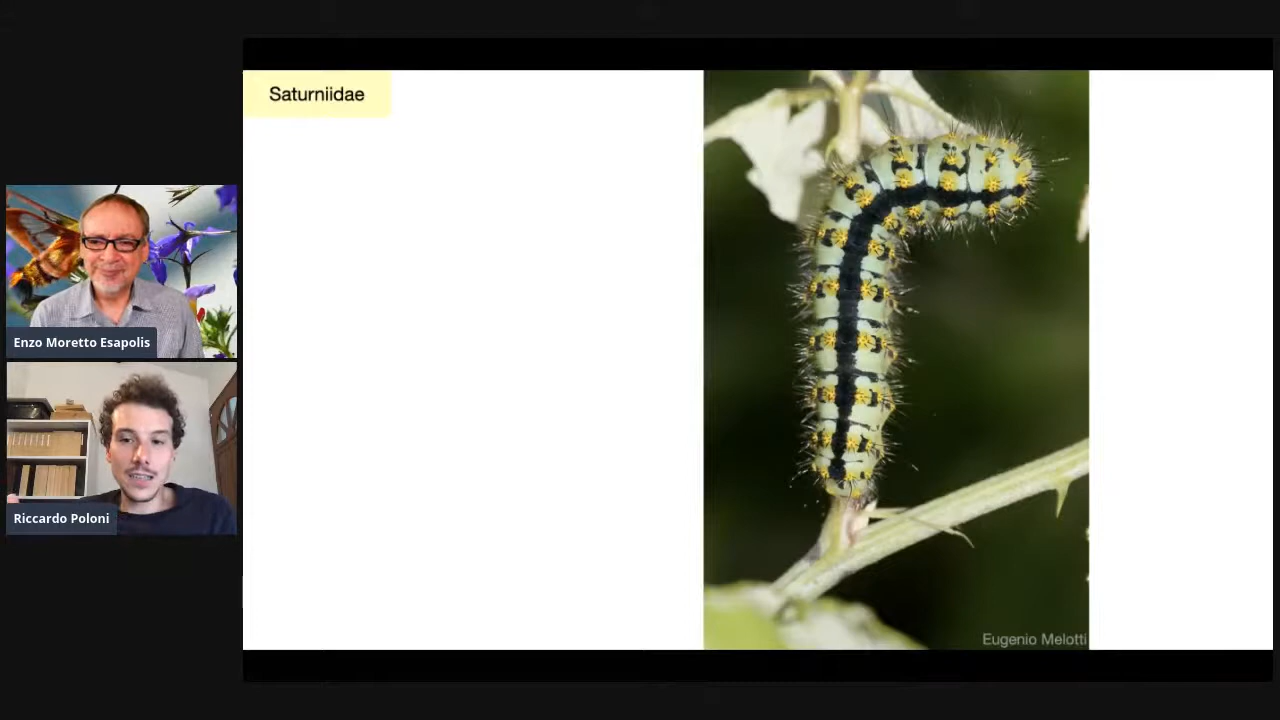 Saturniidae
Enzo Moretto Esapolis
Riccardo Poloni
Eugenio Melotti